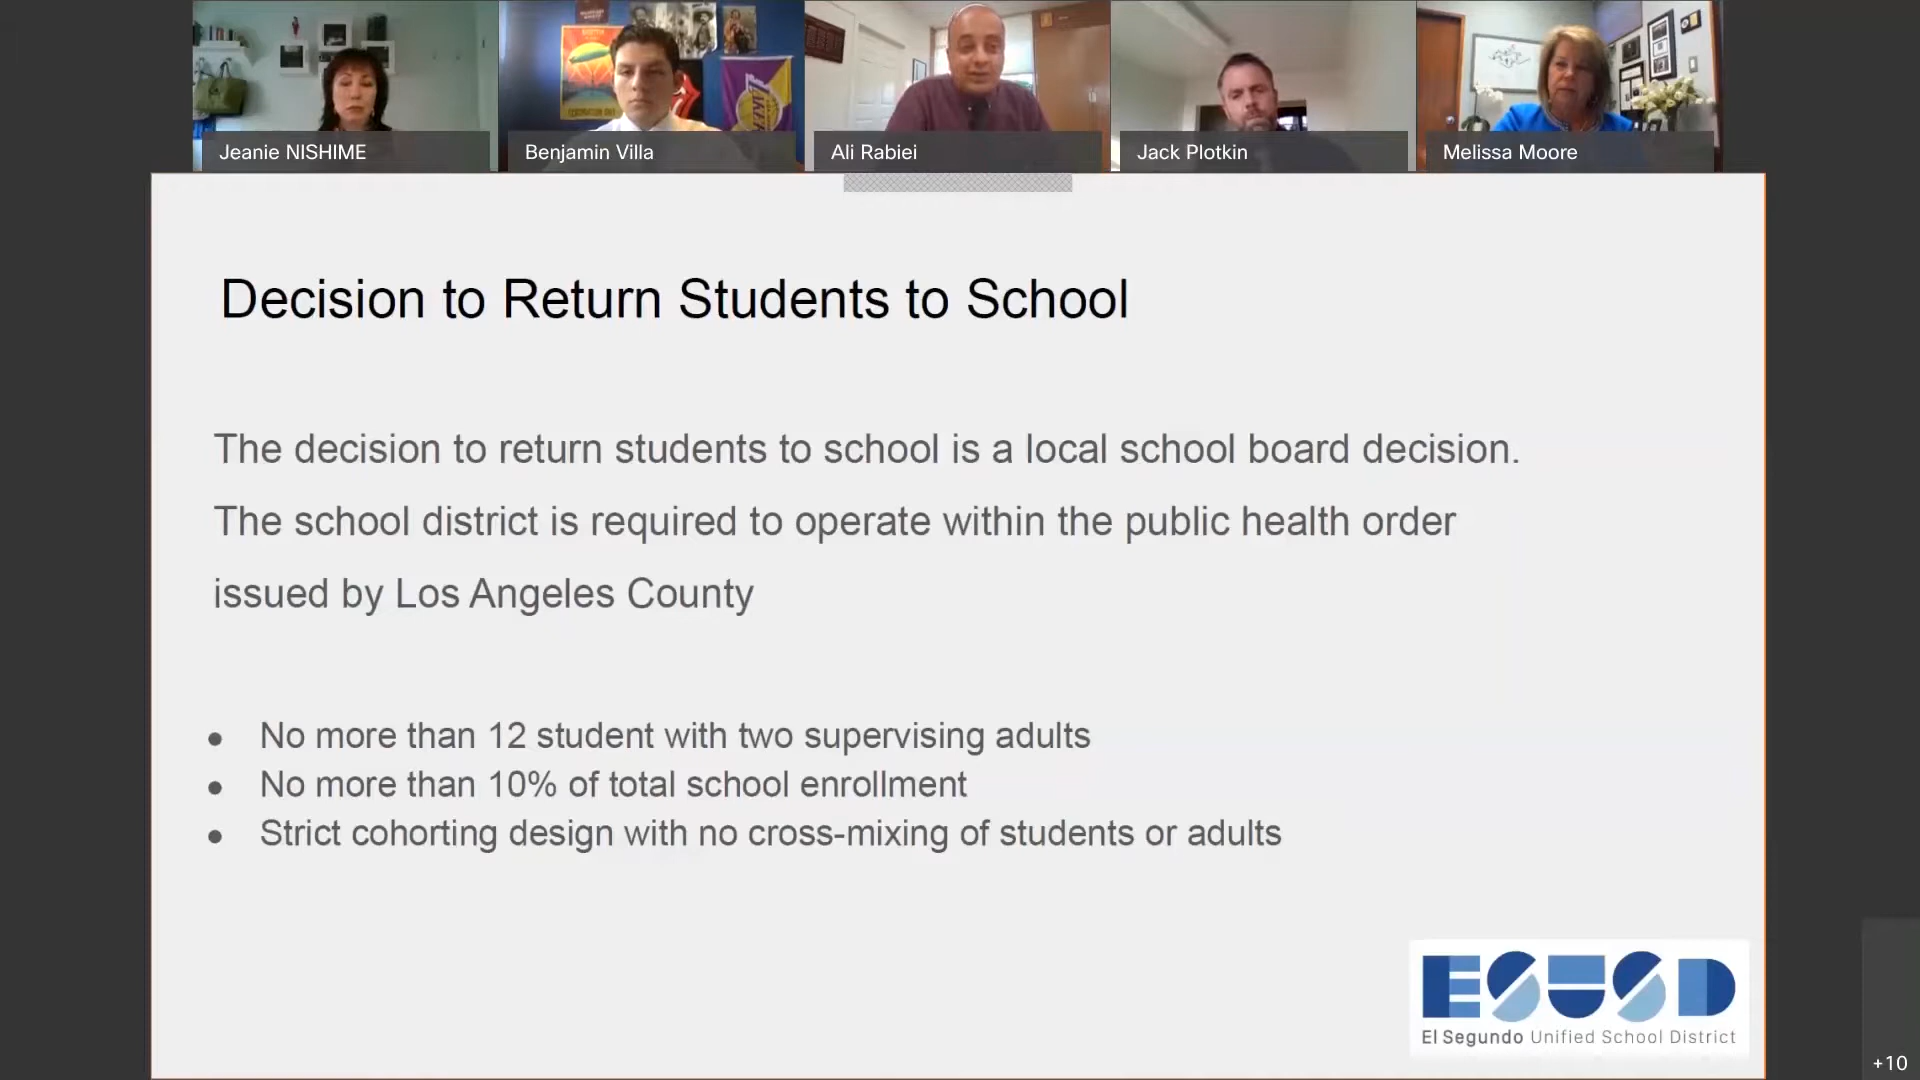 Jeanie NISHIME
Benjamin Villa
Ali Rabiei
Jack Plotkin
Melissa Moore
Decision to Return Students to School
The decision to return students to school is a local school board decision.
The school district is required to operate within the public health order
issued by Los Angeles County
● No more than 12 student with two supervising adults
● No more than 10% of total school enrollment
● Strict cohorting design with no cross-mixing of students or adults
ESUSD
El Segundo Unified School District
+10